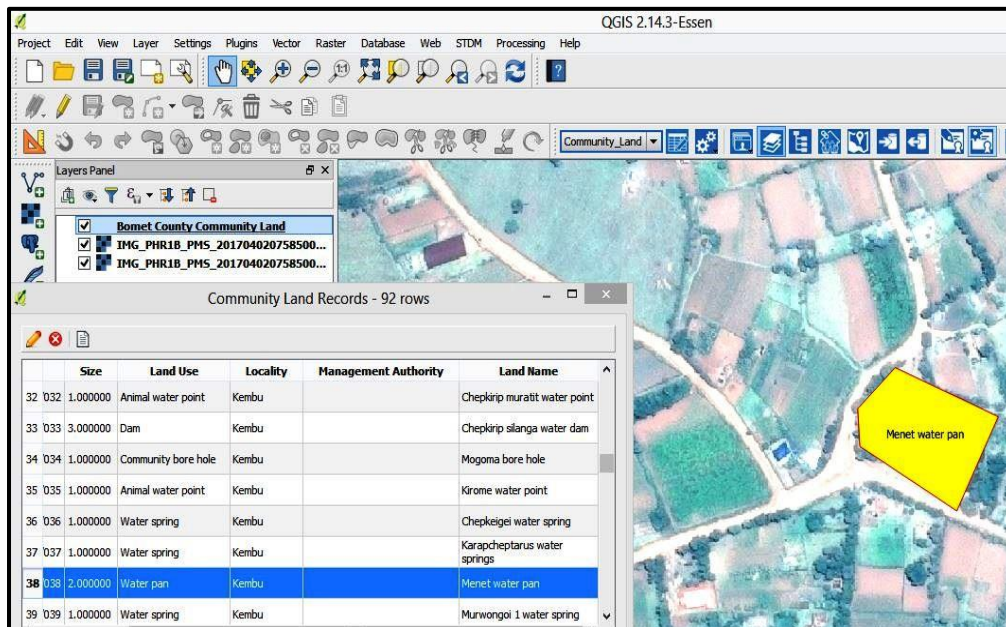 QGIS 2.14.3-Essen
Project Edit View Layer Settings Plugins Vector Raster Database Web STDM Processing Help
1:1
?
Community_Land
Layers Panel
Bomet County Community Land
IMG_PHR1B_PMS_201704020758500...
IMG_PHR1B_PMS_201704020758500...
Community Land Records - 92 rows
Size Land Use Locality Management Authority Land Name
32 '032 1.000000 Animal water point Kembu Chepkirip muratit water point
33 '033 3.000000 Dam Kembu Chepkirip silanga water dam
34 '034 1.000000 Community bore hole Kembu Mogoma bore hole
35 '035 1.000000 Animal water point Kembu Kirome water point
36 '036 1.000000 Water spring Kembu Chepkeigei water spring
37 '037 1.000000 Water spring Kembu Karapcheptarus water
springs
38 '038 2.000000 Water pan Kembu Menet water pan
39 '039 1.000000 Water spring Kembu Murwongoi 1 water spring
Menet water pan